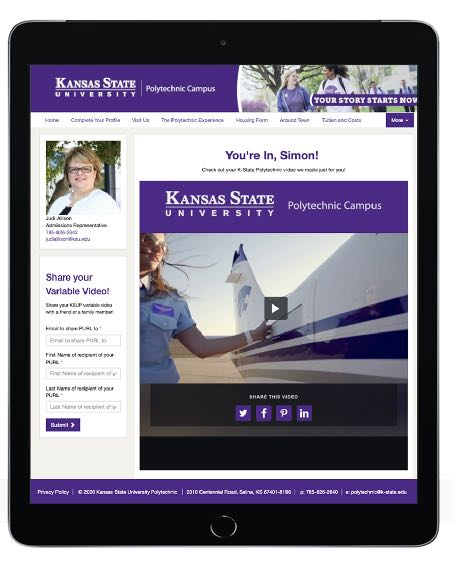 KANSAS STATE
UNIVERSITY
Polytechnic Campus
YOUR STORY STARTS NOW
Home Complete Your Profile Visit Us The Polytechnic Experience Housing Form Around Town Tuition and Costs More
Judi Allison
Admissions Representative
785-826-2643
judiallison@ksu.edu
Share your
Variable Video!
Share your KSUP variable video
with a friend or a family member!
Email to share PURL to *
Email to share PURL to
First Name of recipient of your
PURL *
First Name of recipient of yo
Last Name of recipient of your
PURL *
Last Name of recipient of yo
Submit
You're In, Simon!
Check out your K-State Polytechnic video we made just for you!
KANSAS STATE
UNIVERSITY
Polytechnic Campus
SHARE THIS VIDEO
Privacy Policy | © 2020 Kansas State University Polytechnic | 2310 Centennial Road, Salina, KS 67401-8196 | p: 785-826-2640 | e: polytechnic@k-state.edu